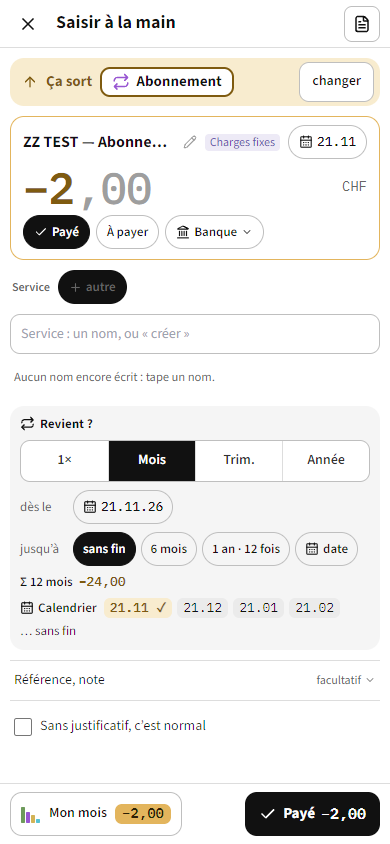 Saisir à la main
Ça sort
Abonnement
changer
ZZ TEST — Abonne…
Charges fixes
21.11
−2,00
CHF
Payé
À payer
Banque
Service
+ autre
Service : un nom, ou « créer »
Aucun nom encore écrit : tape un nom.
Revient ?
1×
Mois
Trim.
Année
dès le
21.11.26
jusqu'à
sans fin
6 mois
1 an · 12 fois
date
Σ 12 mois −24,00
Calendrier
21.11 ✓
21.12
21.01
21.02
… sans fin
Référence, note
facultatif
Sans justificatif, c'est normal
Mon mois
−2,00
Payé −2,00